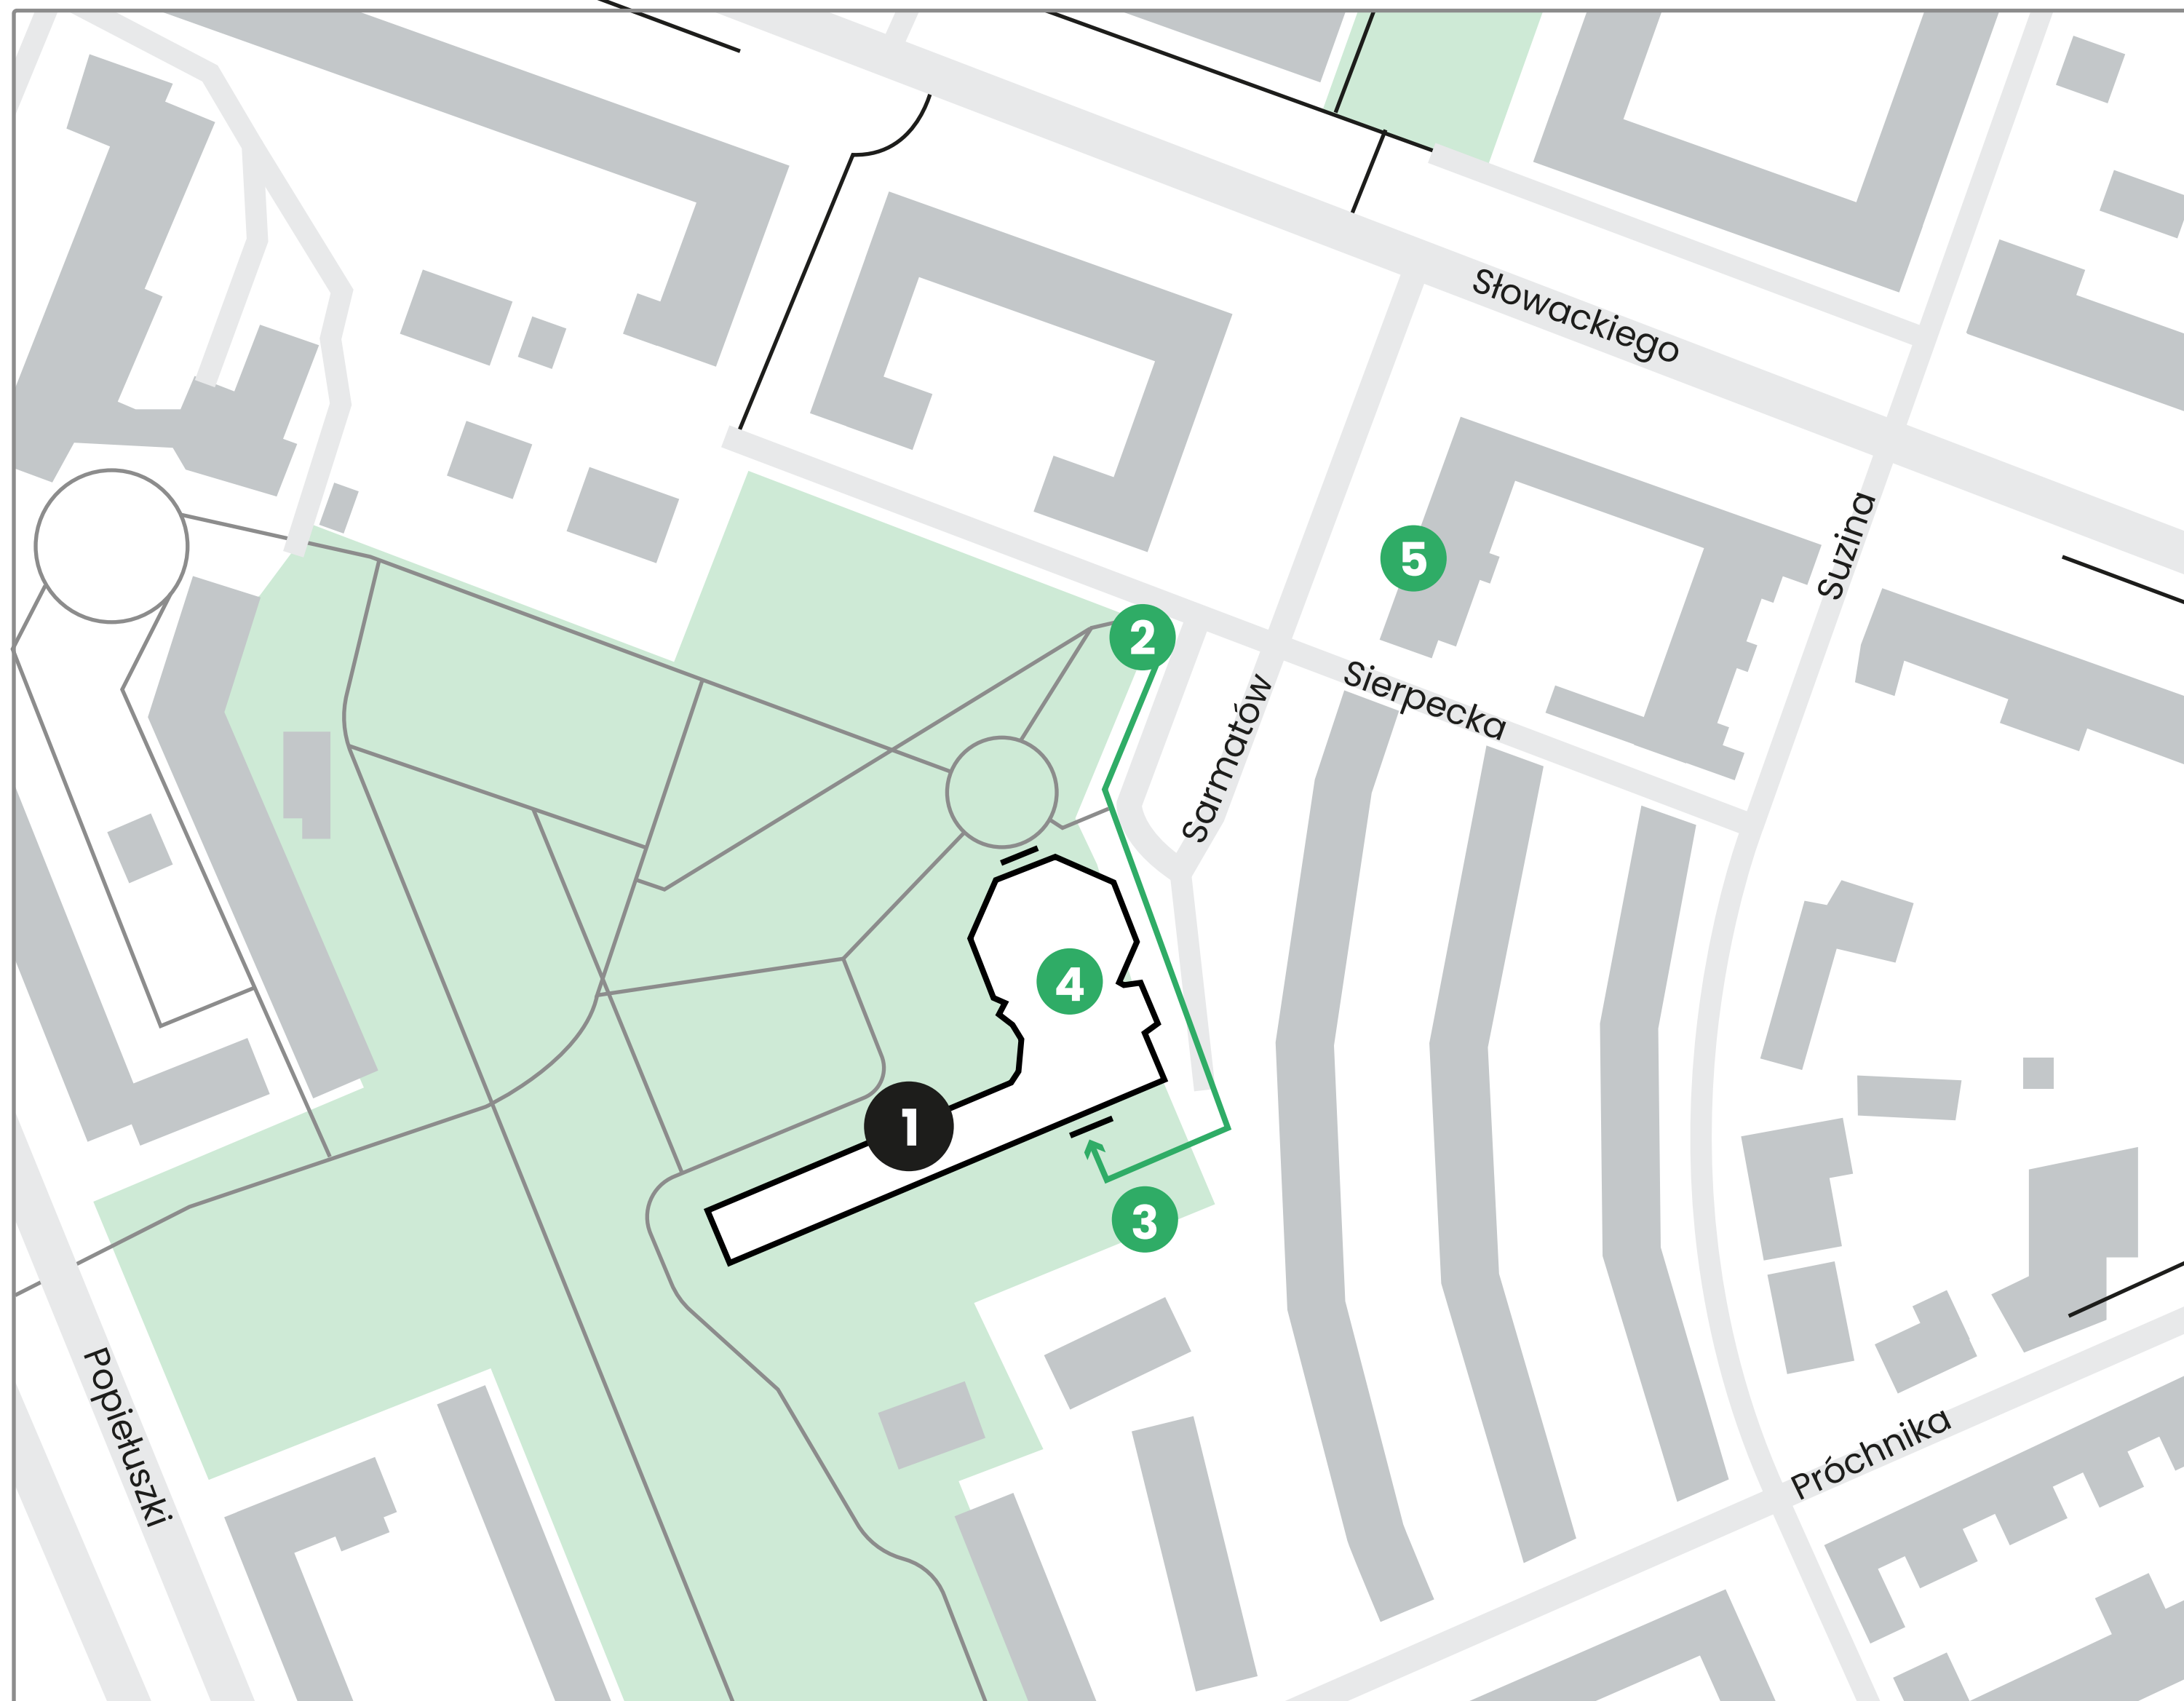 Słowackiego
Suzina
5
2
Sierpecka
Sarmatów
4
1
3
Popiełuszki
Próchnika